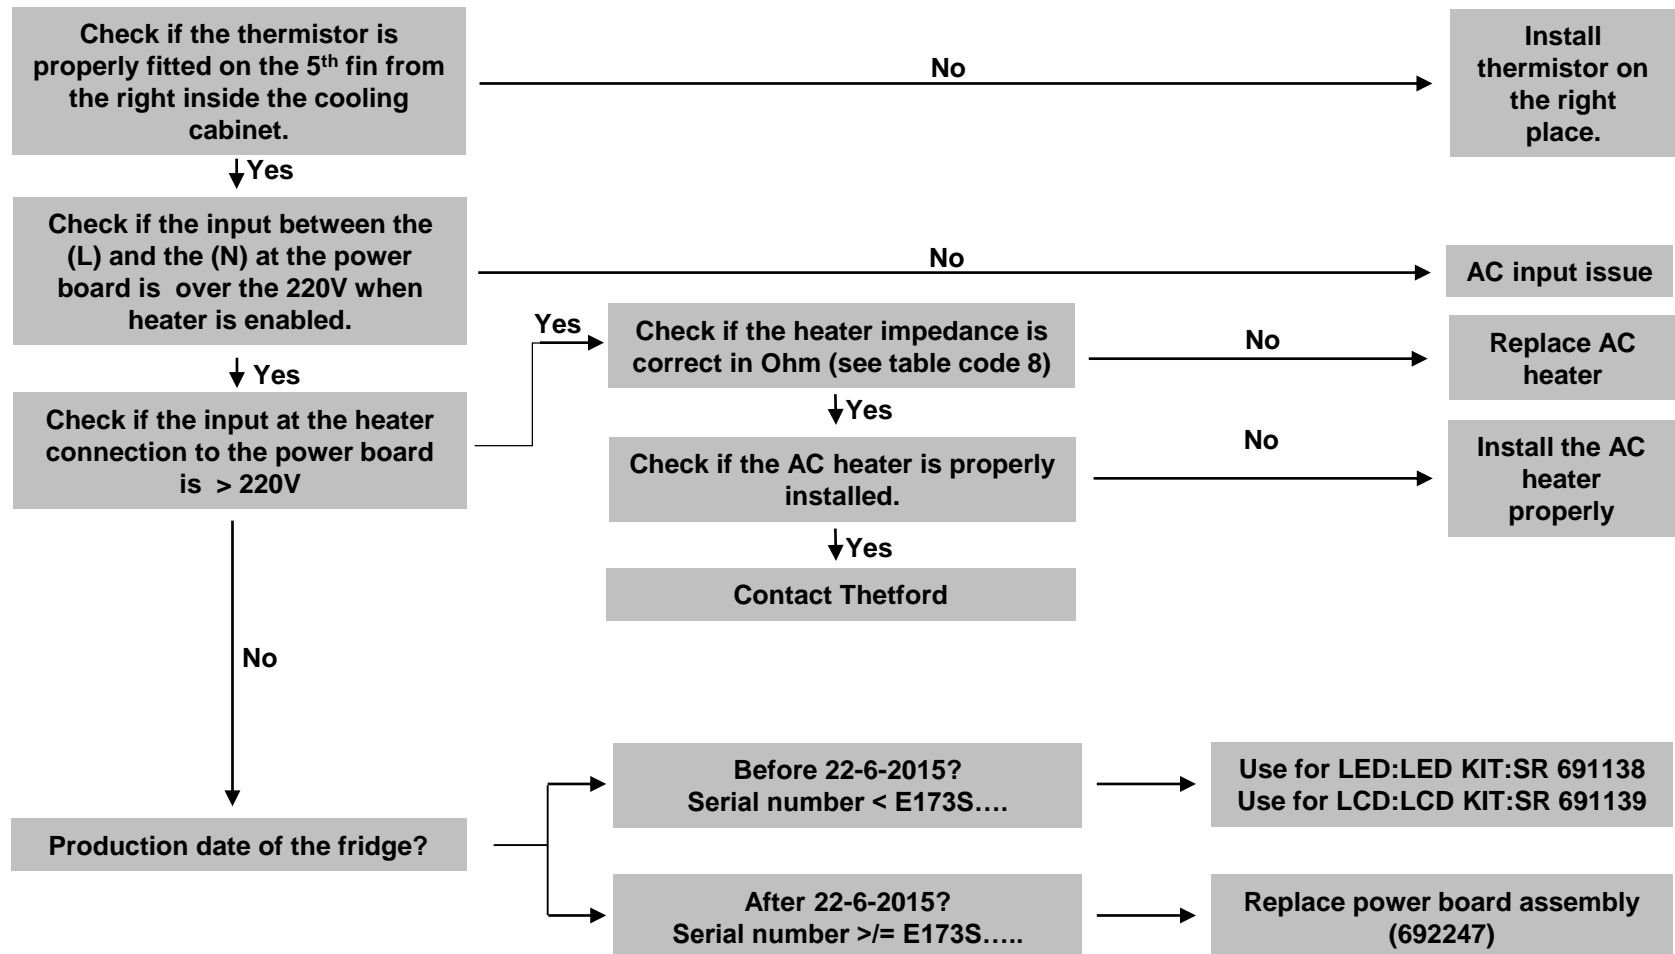 Check if the thermistor is
properly fitted on the 5th fin from
the right inside the cooling
cabinet.
No
Install
thermistor on
the right
place.
Yes
Check if the input between the
(L) and the (N) at the power
board is over the 220V when
heater is enabled.
No
AC input issue
Yes
Check if the input at the heater
connection to the power board
is > 220V
Yes
Check if the heater impedance is
correct in Ohm (see table code 8)
No
Replace AC
heater
Yes
Check if the AC heater is properly
installed.
No
Install the AC
heater
properly
Yes
Contact Thetford
No
Production date of the fridge?
Before 22-6-2015?
Serial number < E173S….
Use for LED:LED KIT:SR 691138
Use for LCD:LCD KIT:SR 691139
After 22-6-2015?
Serial number >/= E173S…..
Replace power board assembly
(692247)